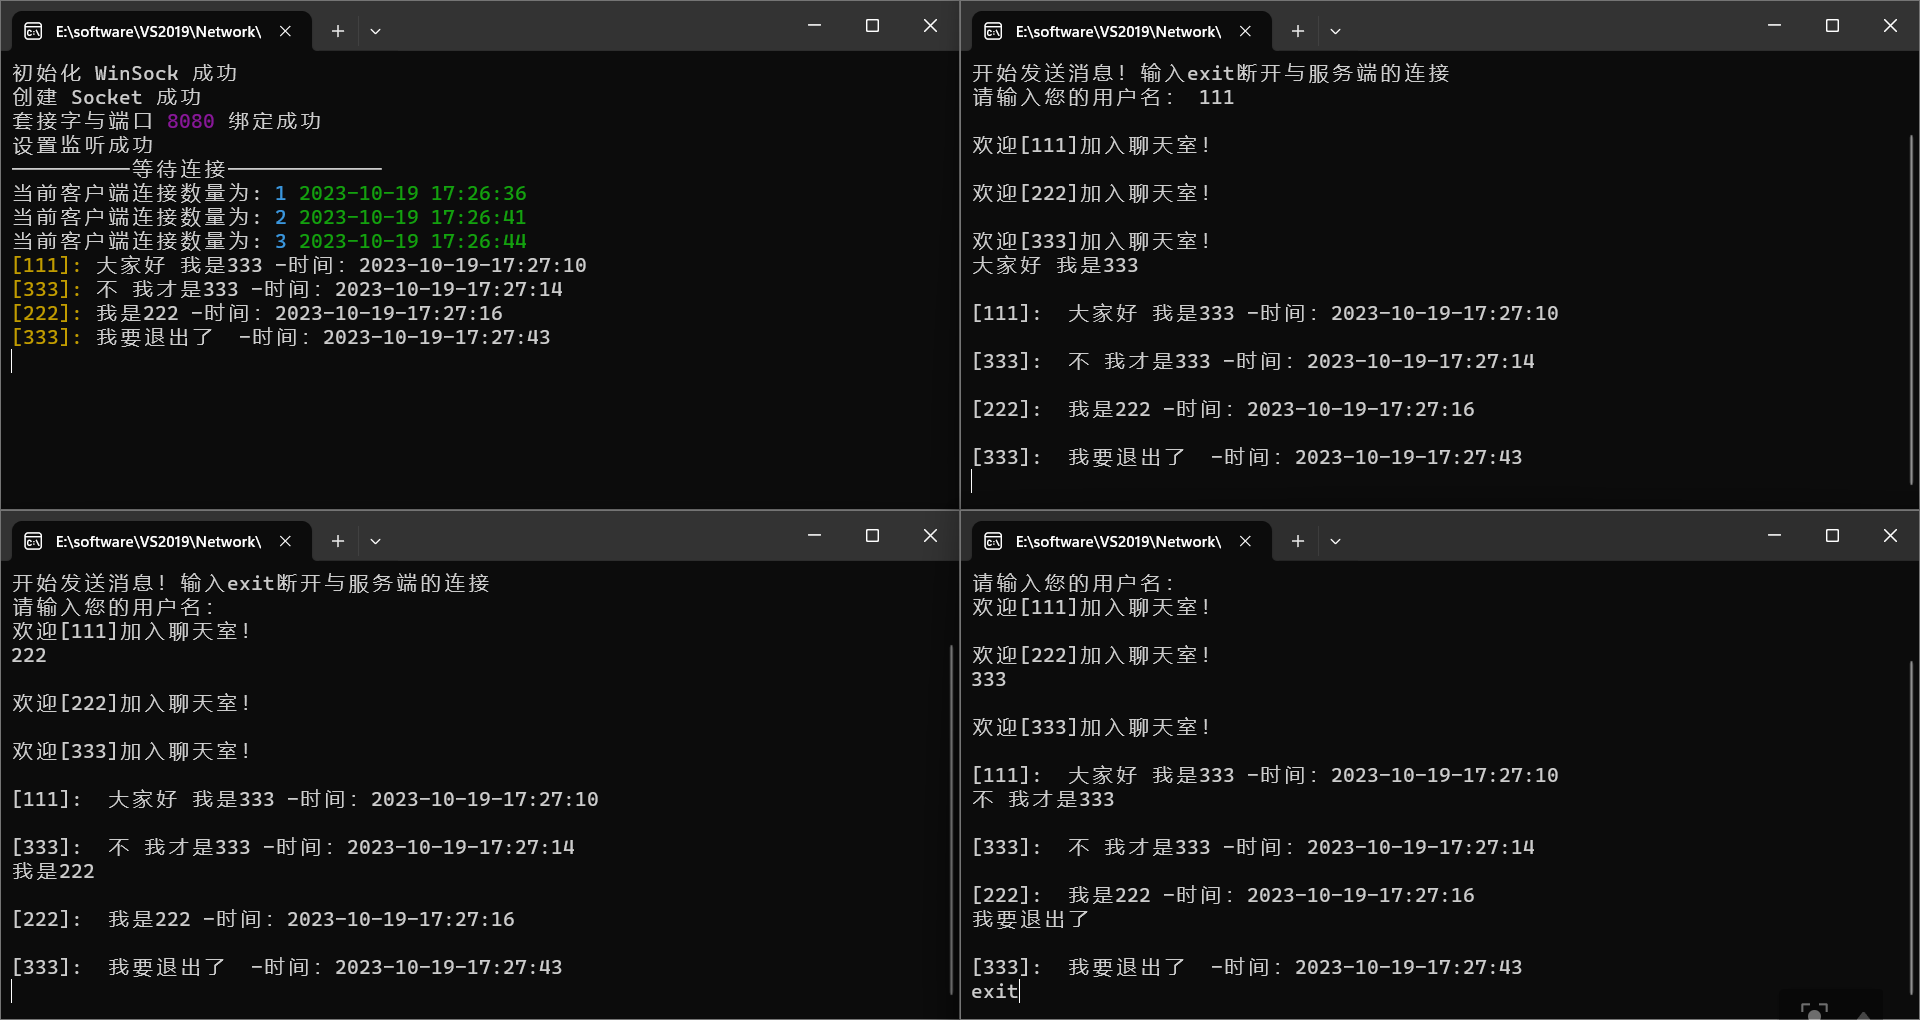 E:\software\VS2019\Network\
初始化 WinSock 成功
创建 Socket 成功
套接字与端口 8080 绑定成功
设置监听成功
──────────等待连接─────────────
当前客户端连接数量为: 1 2023-10-19 17:26:36
当前客户端连接数量为: 2 2023-10-19 17:26:41
当前客户端连接数量为: 3 2023-10-19 17:26:44
[111]: 大家好 我是333 -时间: 2023-10-19-17:27:10
[333]: 不 我才是333 -时间: 2023-10-19-17:27:14
[222]: 我是222 -时间: 2023-10-19-17:27:16
[333]: 我要退出了  -时间: 2023-10-19-17:27:43
E:\software\VS2019\Network\
开始发送消息! 输入exit断开与服务端的连接
请输入您的用户名:  111
欢迎[111]加入聊天室!
欢迎[222]加入聊天室!
欢迎[333]加入聊天室!
大家好 我是333
[111]:  大家好 我是333 -时间: 2023-10-19-17:27:10
[333]:  不 我才是333 -时间: 2023-10-19-17:27:14
[222]:  我是222 -时间: 2023-10-19-17:27:16
[333]:  我要退出了  -时间: 2023-10-19-17:27:43
E:\software\VS2019\Network\
开始发送消息! 输入exit断开与服务端的连接
请输入您的用户名:
欢迎[111]加入聊天室!
222
欢迎[222]加入聊天室!
欢迎[333]加入聊天室!
[111]:  大家好 我是333 -时间: 2023-10-19-17:27:10
[333]:  不 我才是333 -时间: 2023-10-19-17:27:14
我是222
[222]:  我是222 -时间: 2023-10-19-17:27:16
[333]:  我要退出了  -时间: 2023-10-19-17:27:43
E:\software\VS2019\Network\
请输入您的用户名:
欢迎[111]加入聊天室!
欢迎[222]加入聊天室!
333
欢迎[333]加入聊天室!
[111]:  大家好 我是333 -时间: 2023-10-19-17:27:10
不 我才是333
[333]:  不 我才是333 -时间: 2023-10-19-17:27:14
[222]:  我是222 -时间: 2023-10-19-17:27:16
我要退出了
[333]:  我要退出了  -时间: 2023-10-19-17:27:43
exit